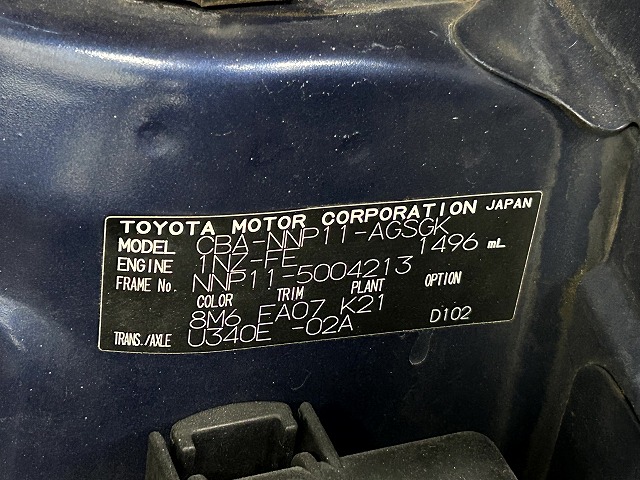 TOYOTA MOTOR CORPORATION JAPAN
MODEL CBA-NNP11-AGSGK
ENGINE 1NZ-FE 1496 mL
FRAME No. NNP11-5004213
COLOR TRIM PLANT OPTION
8M6 FA07 K21
TRANS./AXLE U340E -02A D102